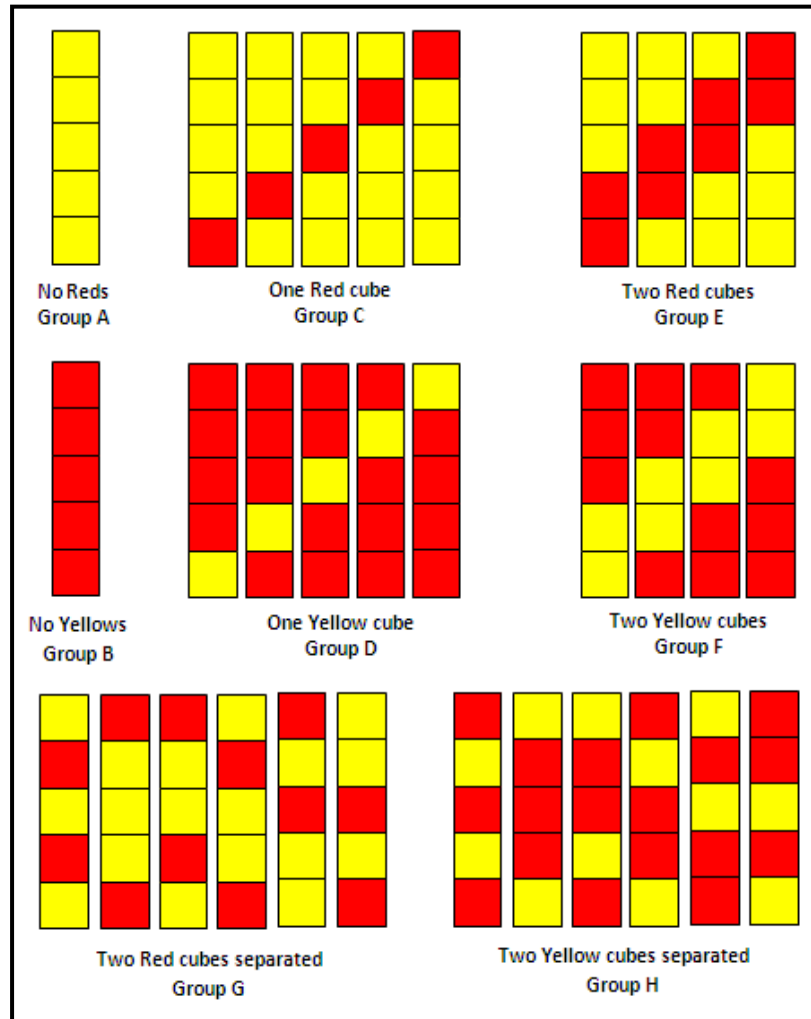 No Reds
Group A
One Red cube
Group C
Two Red cubes
Group E
No Yellows
Group B
One Yellow cube
Group D
Two Yellow cubes
Group F
Two Red cubes separated
Group G
Two Yellow cubes separated
Group H